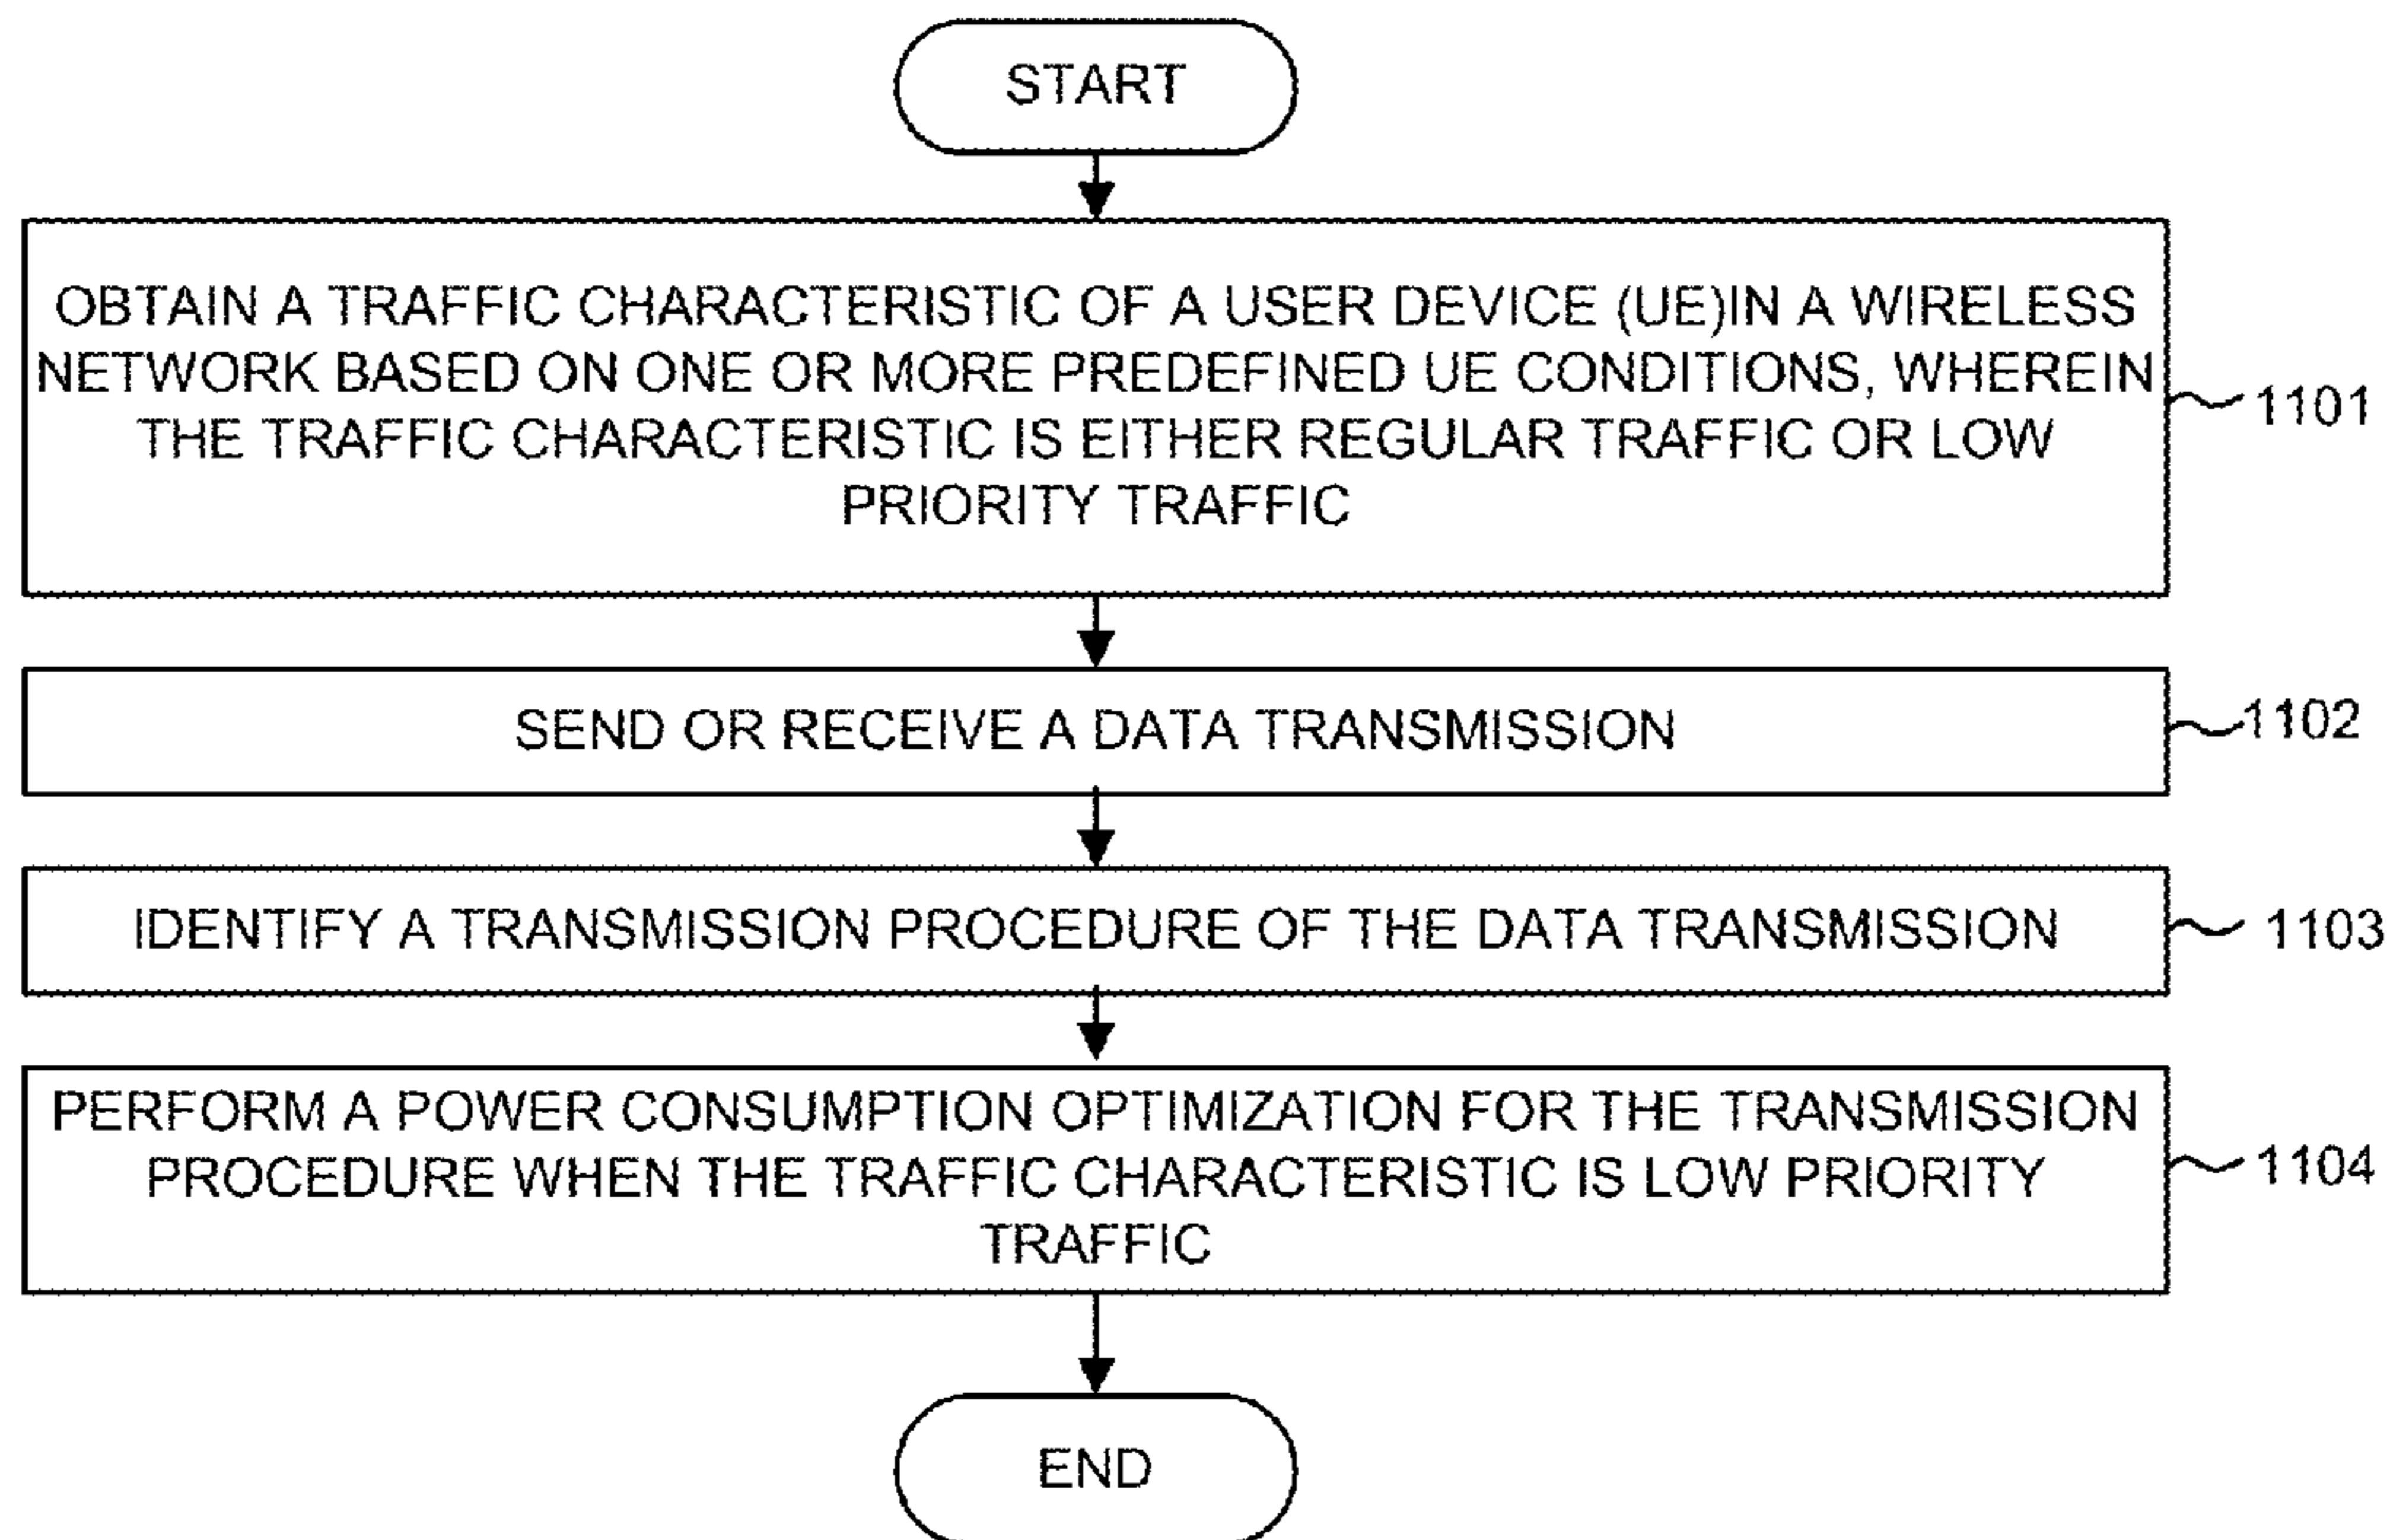 START
OBTAIN A TRAFFIC CHARACTERISTIC OF A USER DEVICE (UE)IN A WIRELESS
NETWORK BASED ON ONE OR MORE PREDEFINED UE CONDITIONS, WHEREIN
THE TRAFFIC CHARACTERISTIC IS EITHER REGULAR TRAFFIC OR LOW
PRIORITY TRAFFIC
1101
SEND OR RECEIVE A DATA TRANSMISSION
1102
IDENTIFY A TRANSMISSION PROCEDURE OF THE DATA TRANSMISSION
1103
PERFORM A POWER CONSUMPTION OPTIMIZATION FOR THE TRANSMISSION
PROCEDURE WHEN THE TRAFFIC CHARACTERISTIC IS LOW PRIORITY
TRAFFIC
1104
END